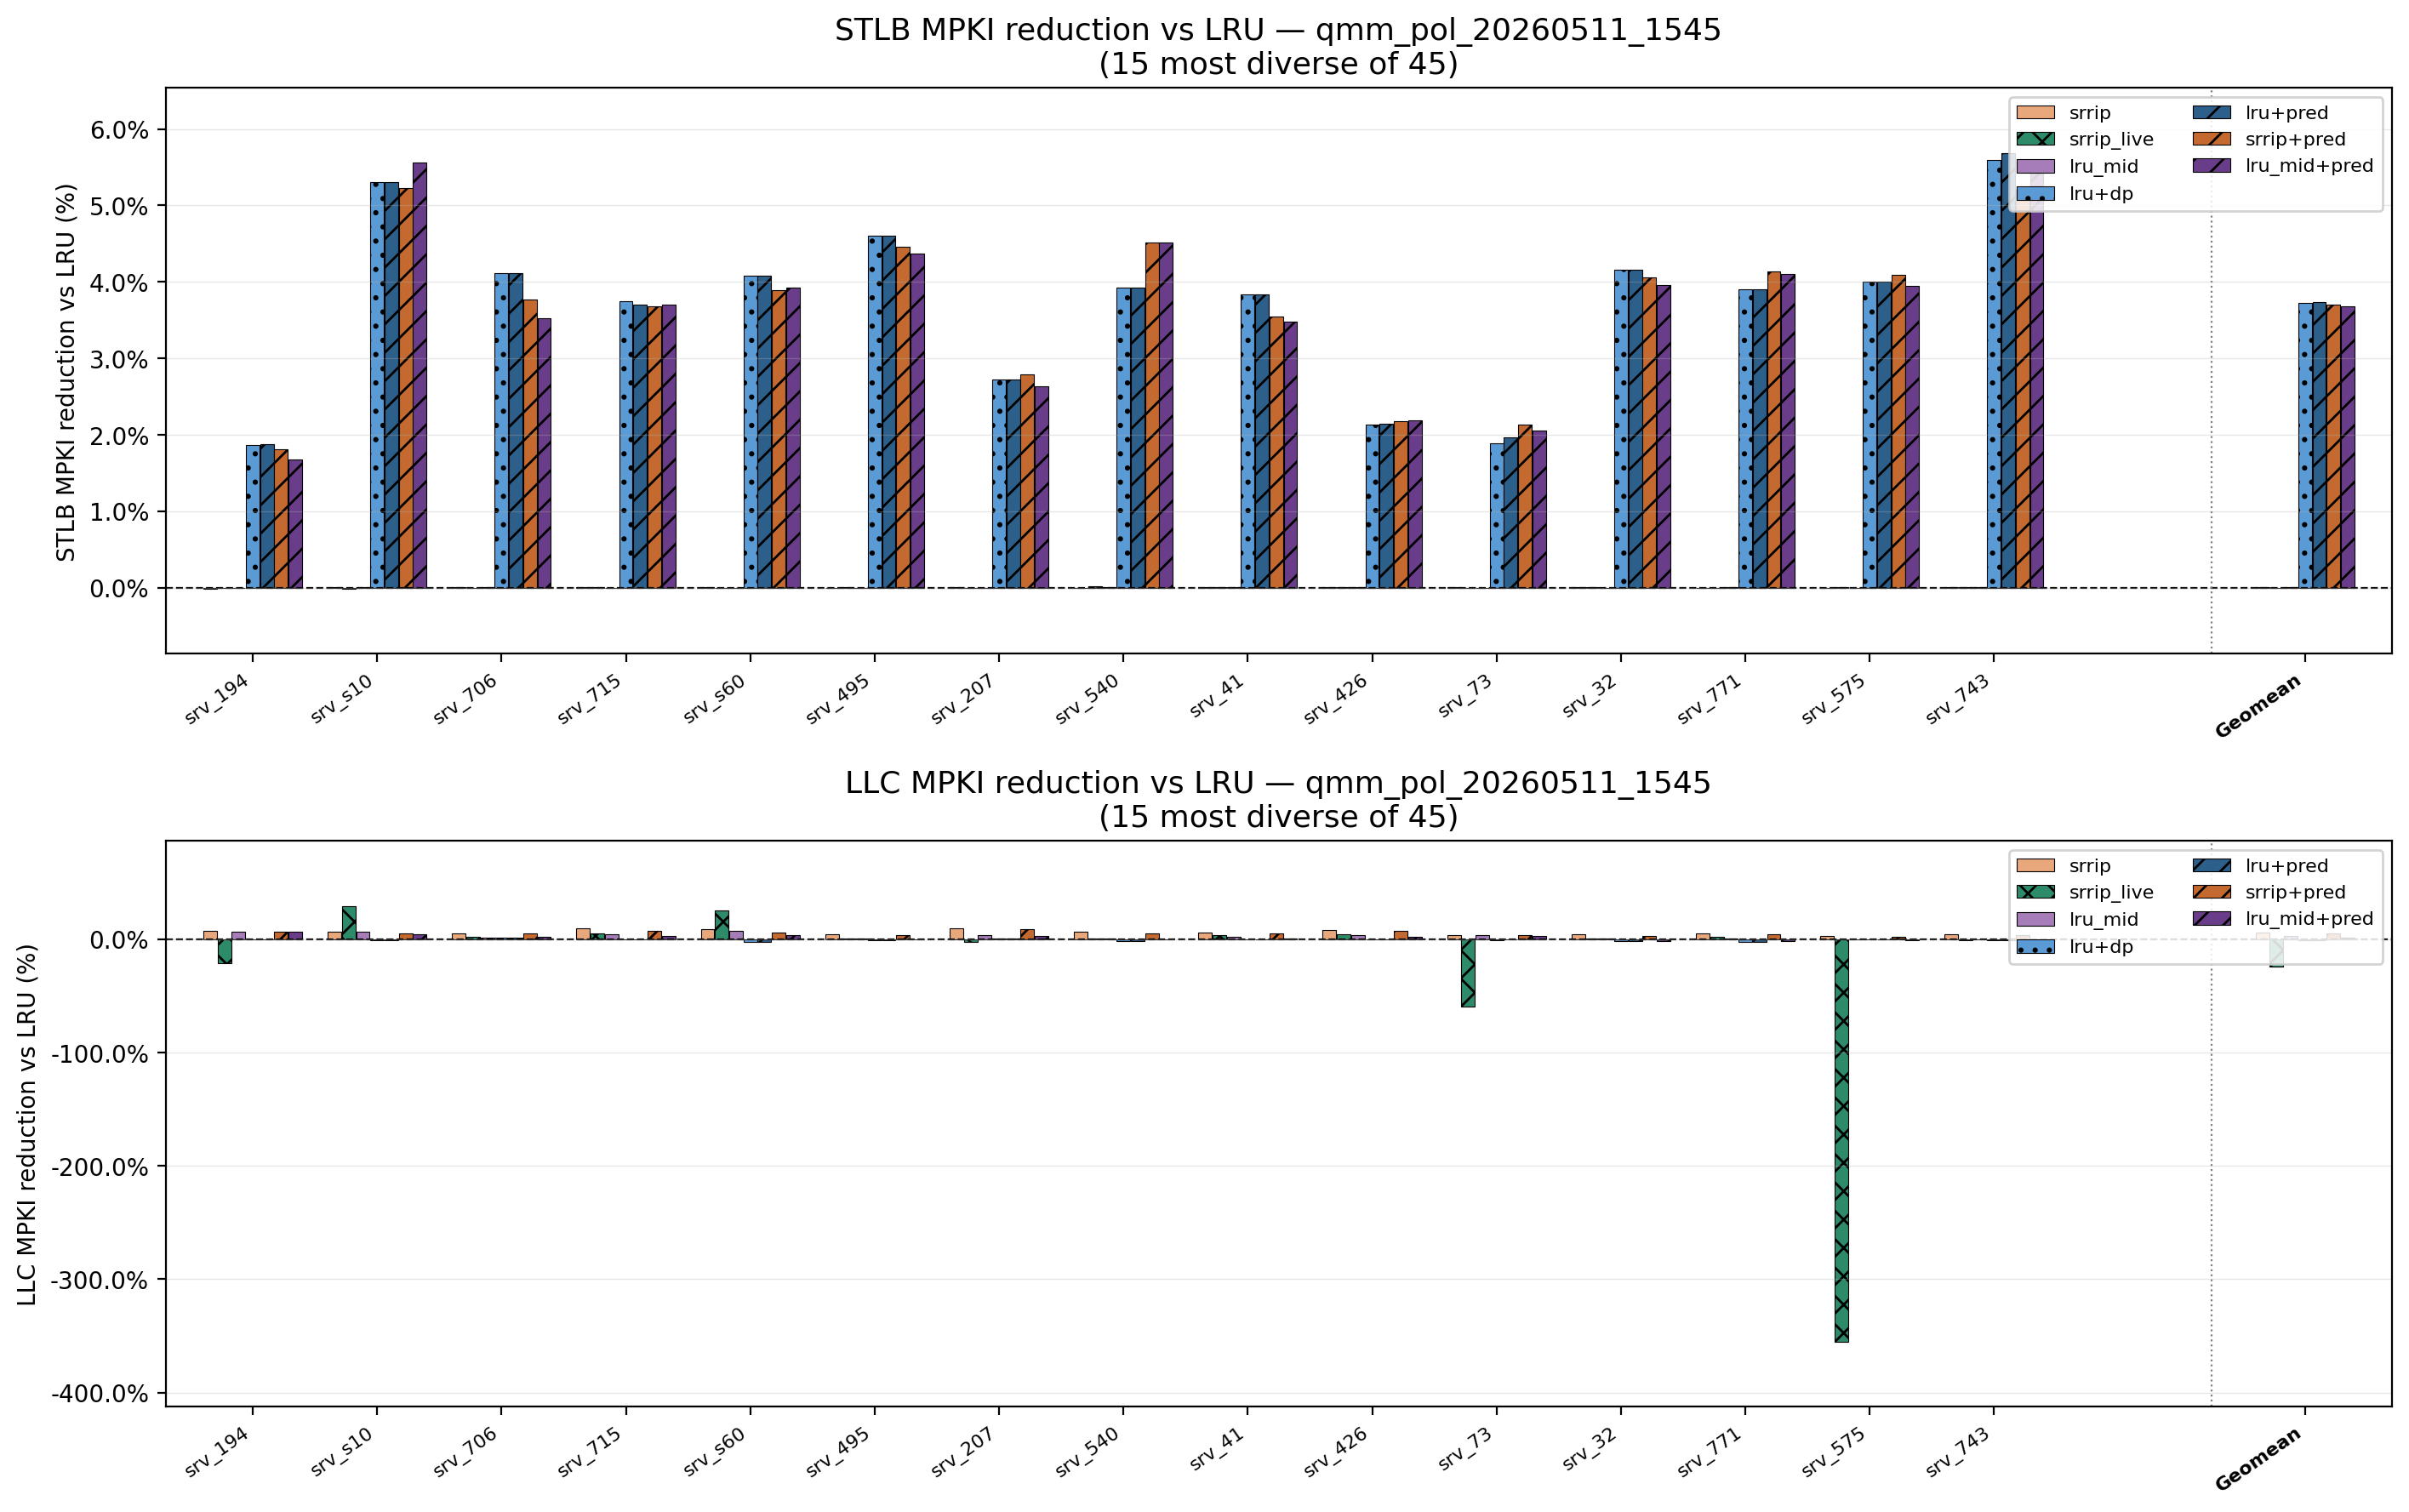 STLB MPKI reduction vs LRU — qmm_pol_20260511_1545
(15 most diverse of 45)
STLB MPKI reduction vs LRU (%)
6.0%
5.0%
4.0%
3.0%
2.0%
1.0%
0.0%
srrip
srrip_live
lru_mid
lru+dp
lru+pred
srrip+pred
lru_mid+pred
srv_194
srv_s10
srv_706
srv_715
srv_s60
srv_495
srv_207
srv_540
srv_41
srv_426
srv_73
srv_32
srv_771
srv_575
srv_743
Geomean
LLC MPKI reduction vs LRU — qmm_pol_20260511_1545
(15 most diverse of 45)
LLC MPKI reduction vs LRU (%)
0.0%
-100.0%
-200.0%
-300.0%
-400.0%
srrip
srrip_live
lru_mid
lru+dp
lru+pred
srrip+pred
lru_mid+pred
srv_194
srv_s10
srv_706
srv_715
srv_s60
srv_495
srv_207
srv_540
srv_41
srv_426
srv_73
srv_32
srv_771
srv_575
srv_743
Geomean